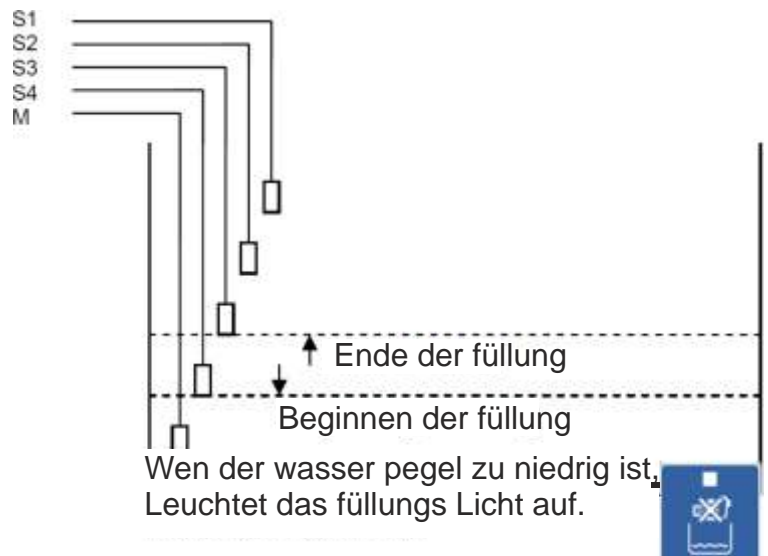 S1
S2
S3
S4
M
Ende der füllung
Beginnen der füllung
Wen der wasser pegel zu niedrig ist,
Leuchtet das füllungs Licht auf.